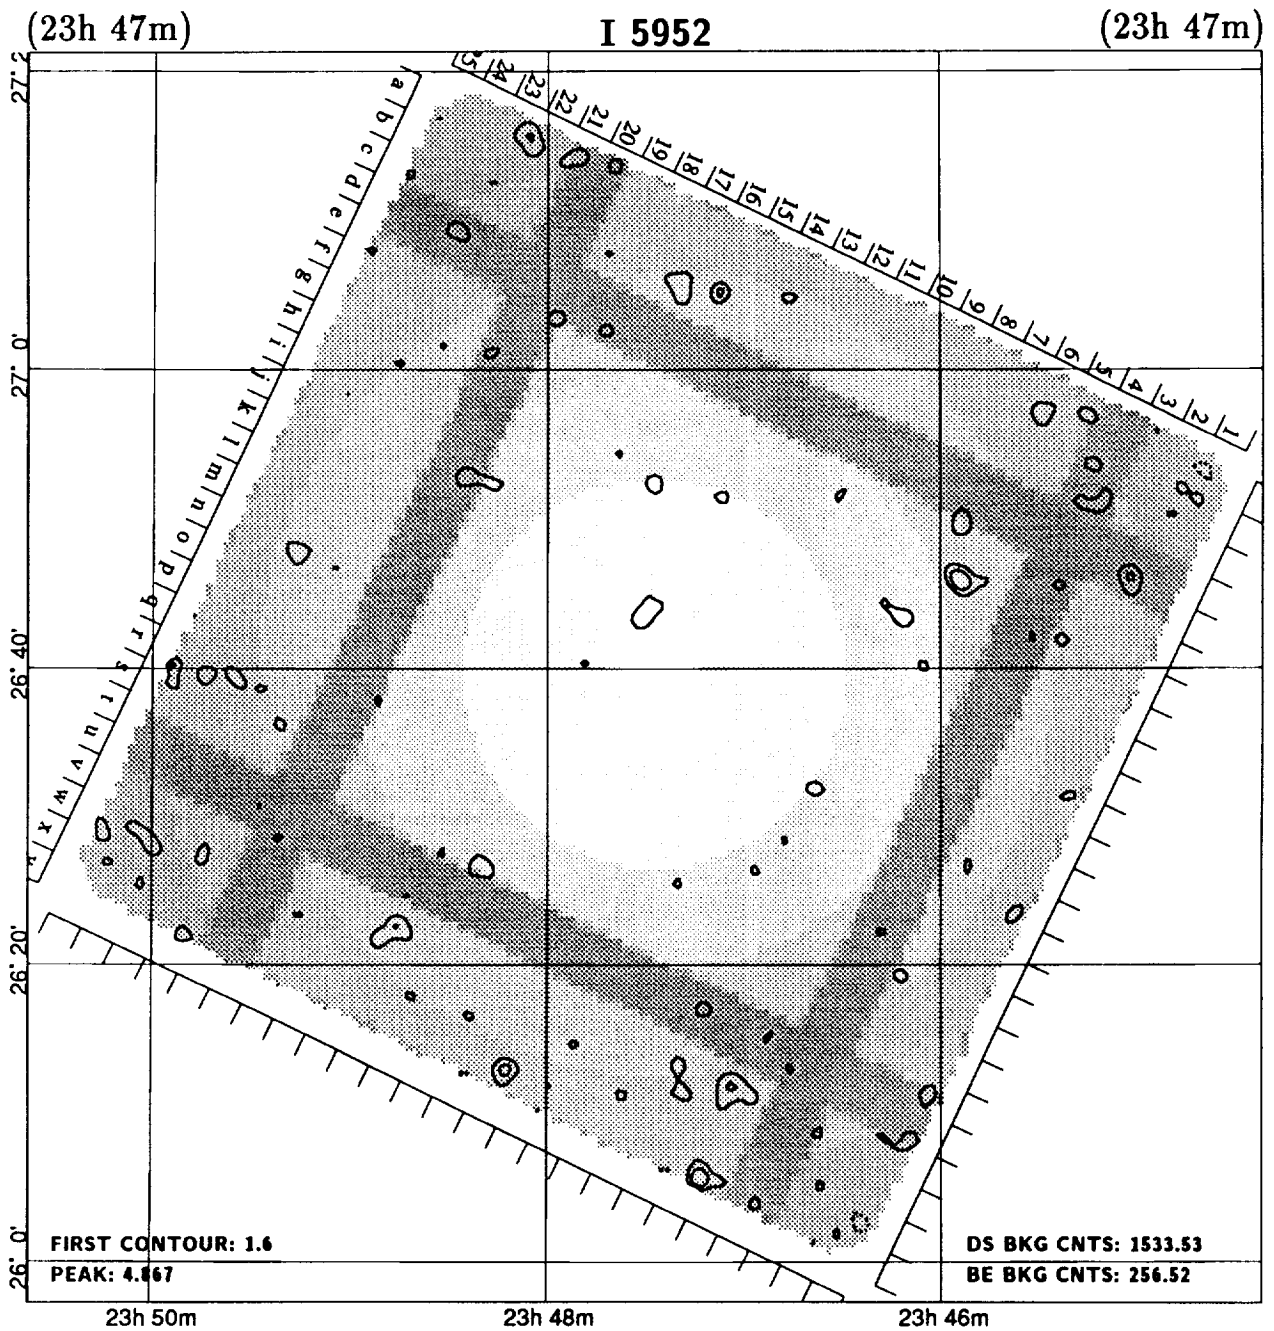 (23h 47m) I 5952 (23h 47m)
27° 2
25 24 23 22 21 20 19 18 17 16 15 14 13 12 11 10 9 8 7 6 5 4 3 2 1
a b c d e f g h i j k l m n o p q r s t u v w x y
27° 0'
26° 40'
26° 20'
26° 0'
FIRST CONTOUR: 1.6
PEAK: 4.867
DS BKG CNTS: 1533.53
BE BKG CNTS: 256.52
23h 50m 23h 48m 23h 46m